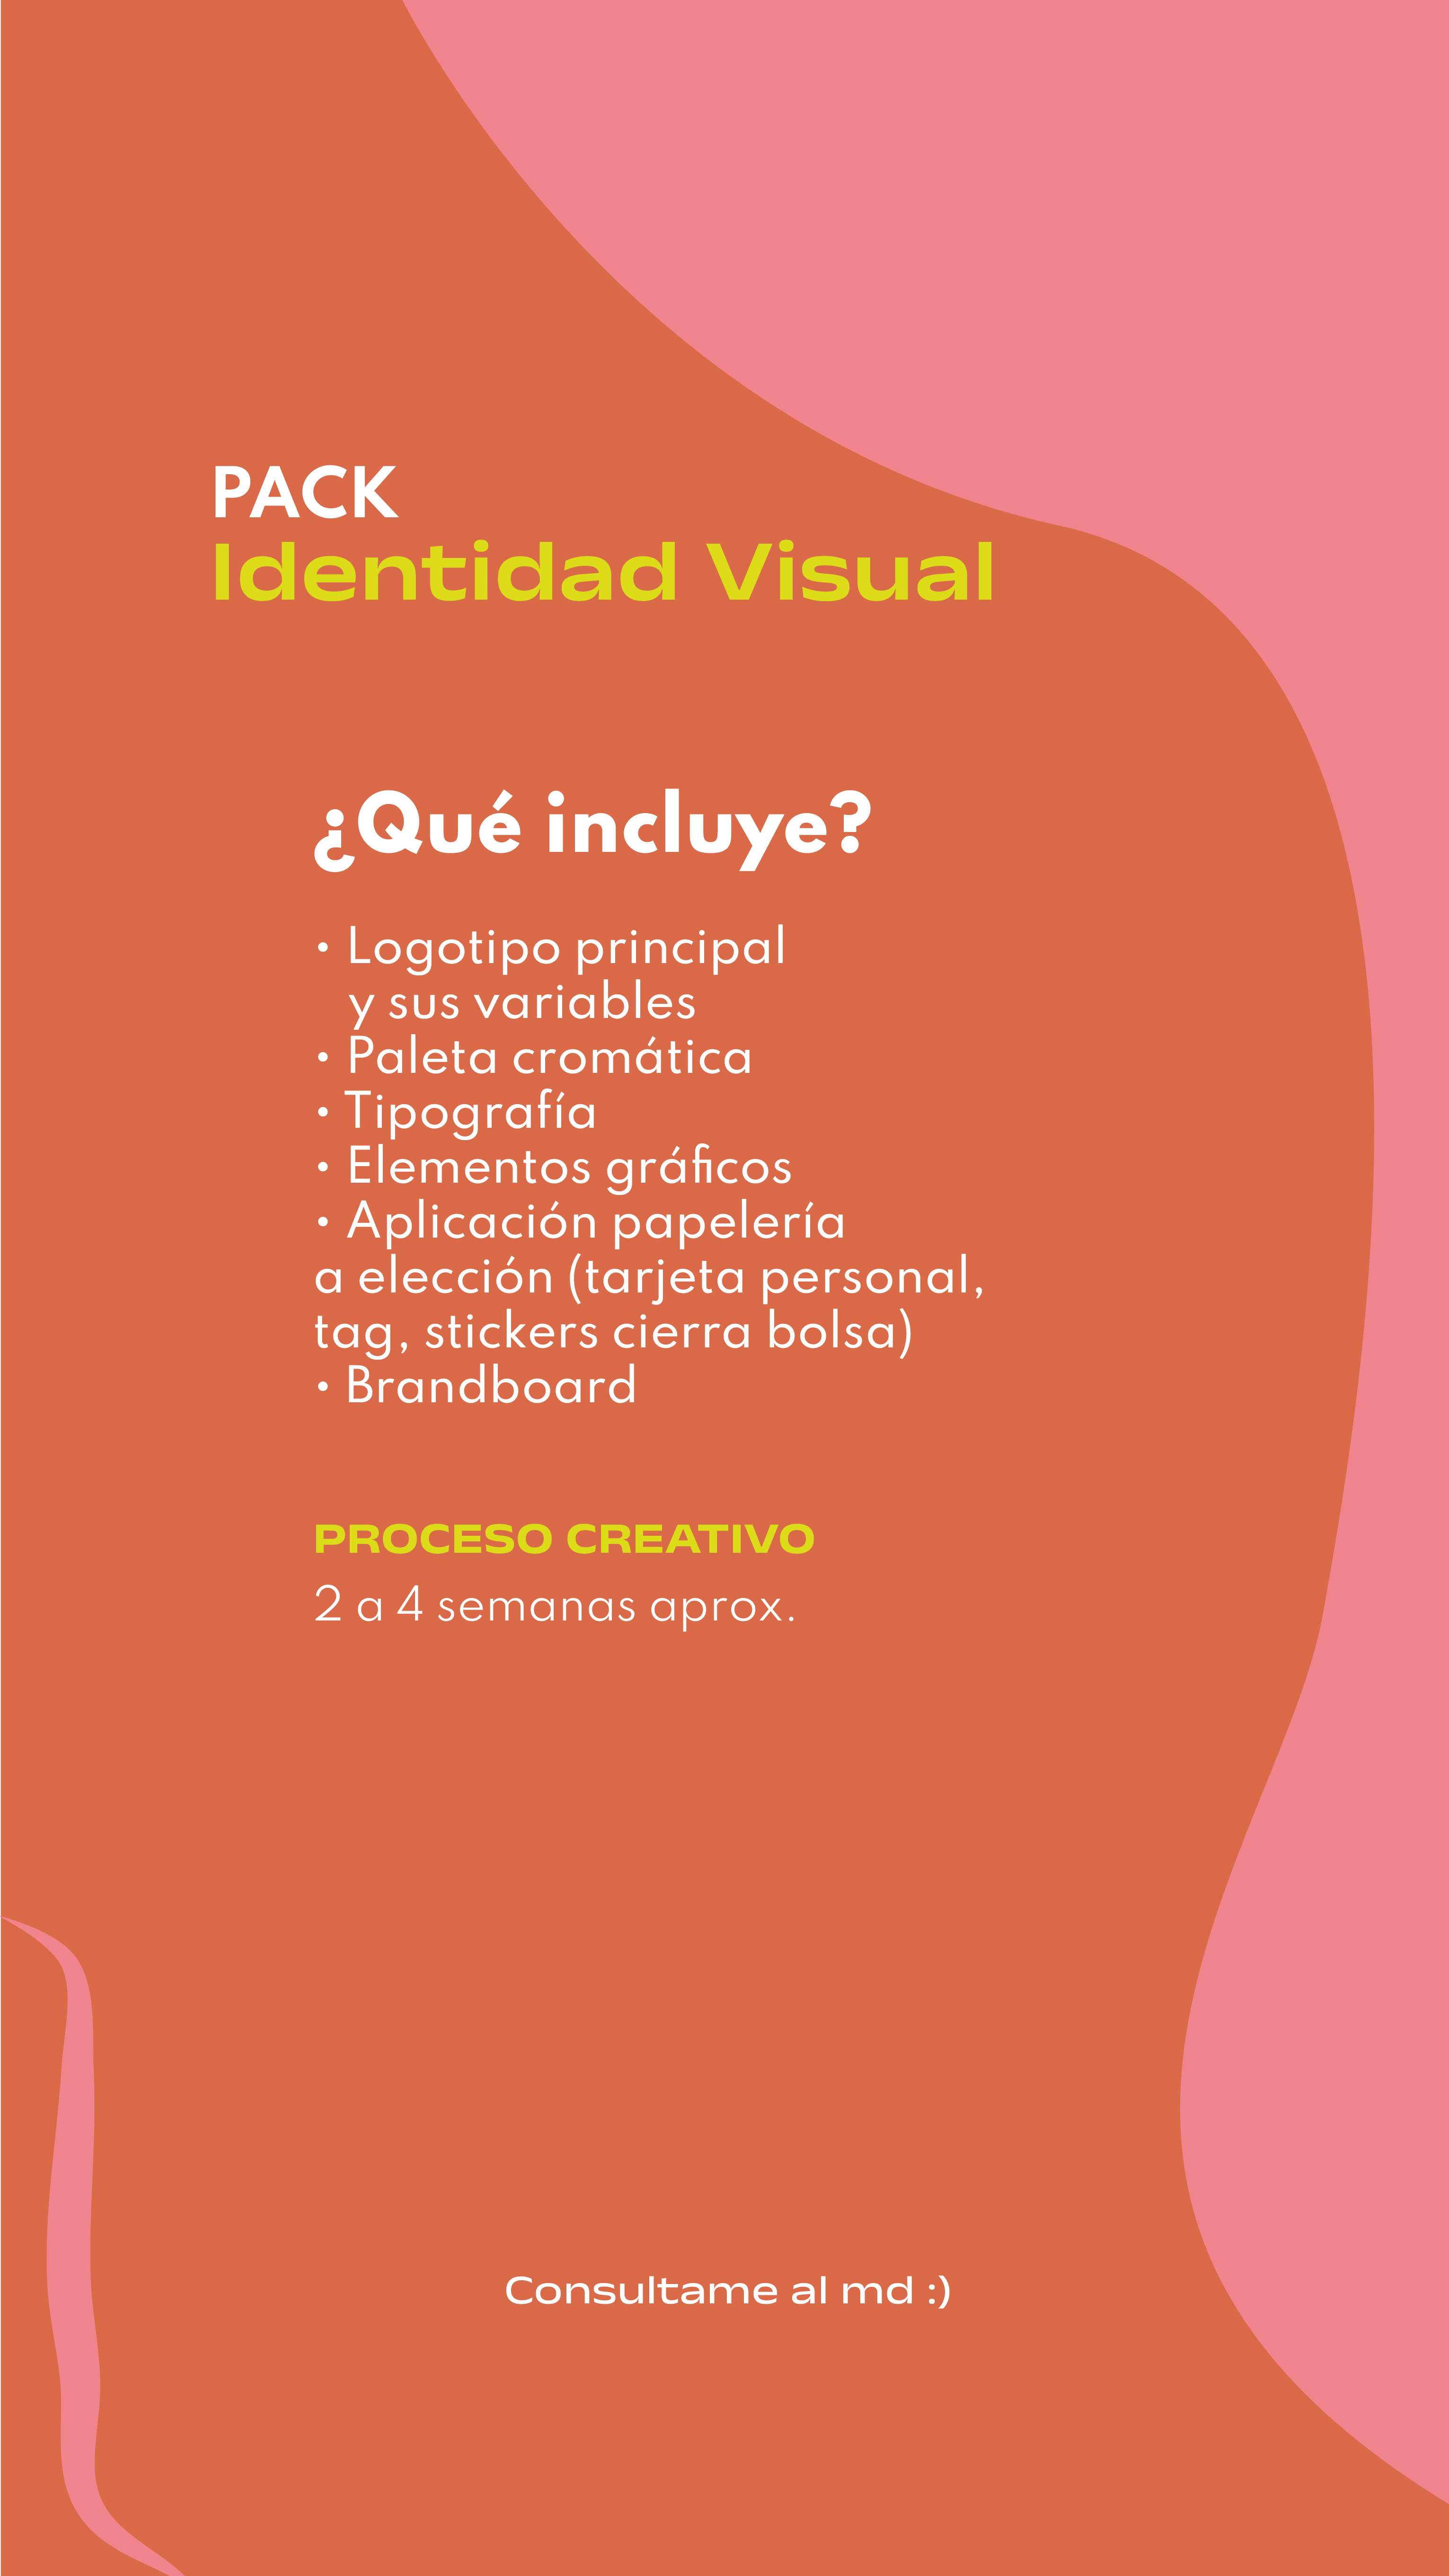 PACK
Identidad Visual
¿Qué incluye?
• Logotipo principal
y sus variables
• Paleta cromática
• Tipografía
• Elementos gráficos
• Aplicación papelería
a elección (tarjeta personal,
tag, stickers cierra bolsa)
• Brandboard
PROCESO CREATIVO
2 a 4 semanas aprox.
Consultame al md :)